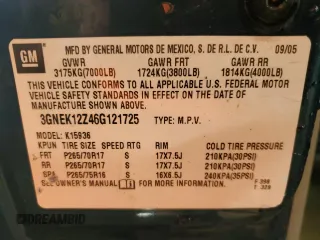 GM
MFD BY GENERAL MOTORS DE MEXICO, S. DE R.L. DE C.V. 09/05
GVWR GAWR FRT GAWR RR
3175KG(7000LB) 1724KG(3800LB) 1814KG(4000LB)
THIS VEHICLE CONFORMS TO ALL APPLICABLE U.S. FEDERAL MOTOR
VEHICLE SAFETY STANDARDS IN EFFECT ON THE DATE OF
MANUFACTURE SHOWN ABOVE.
3GNEK12Z46G121725 TYPE: M.P.V.
MODEL: K15936
KPUN TIRE SIZE SPEED RTG RIM COLD TIRE PRESSURE
FRT P265/70R17 S 17X7.5J 210KPA(30PSI)
RR P265/70R17 S 17X7.5J 210KPA(30PSI)
SPA P265/75R16 S 16X6.5J 240KPA(35PSI)
SEE OWNER'S MANUAL FOR ADDITIONAL INFORMATION.
DREAMBID